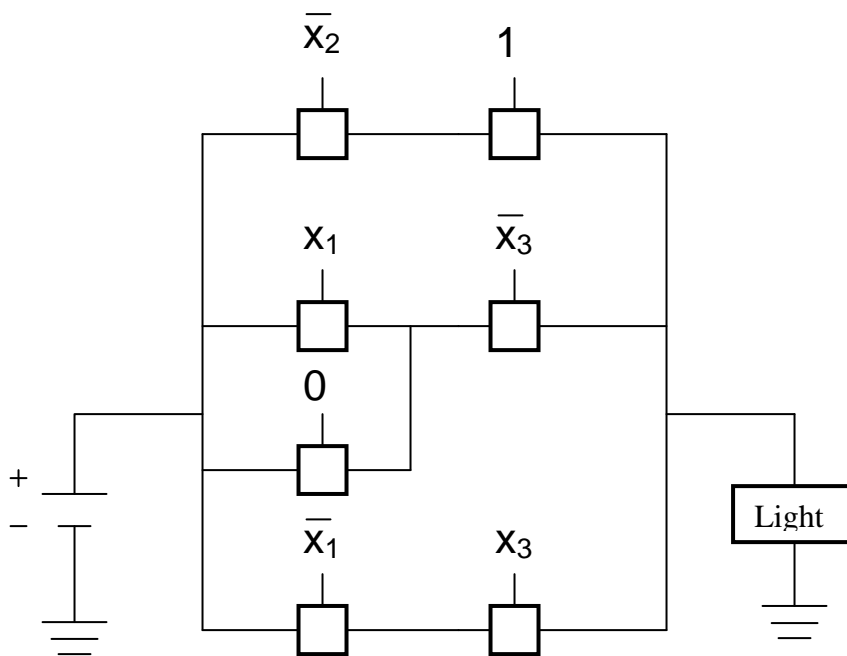 x̅₂ 1
x₁ x̅₃
0
+
−
x̅₁ x₃
Light